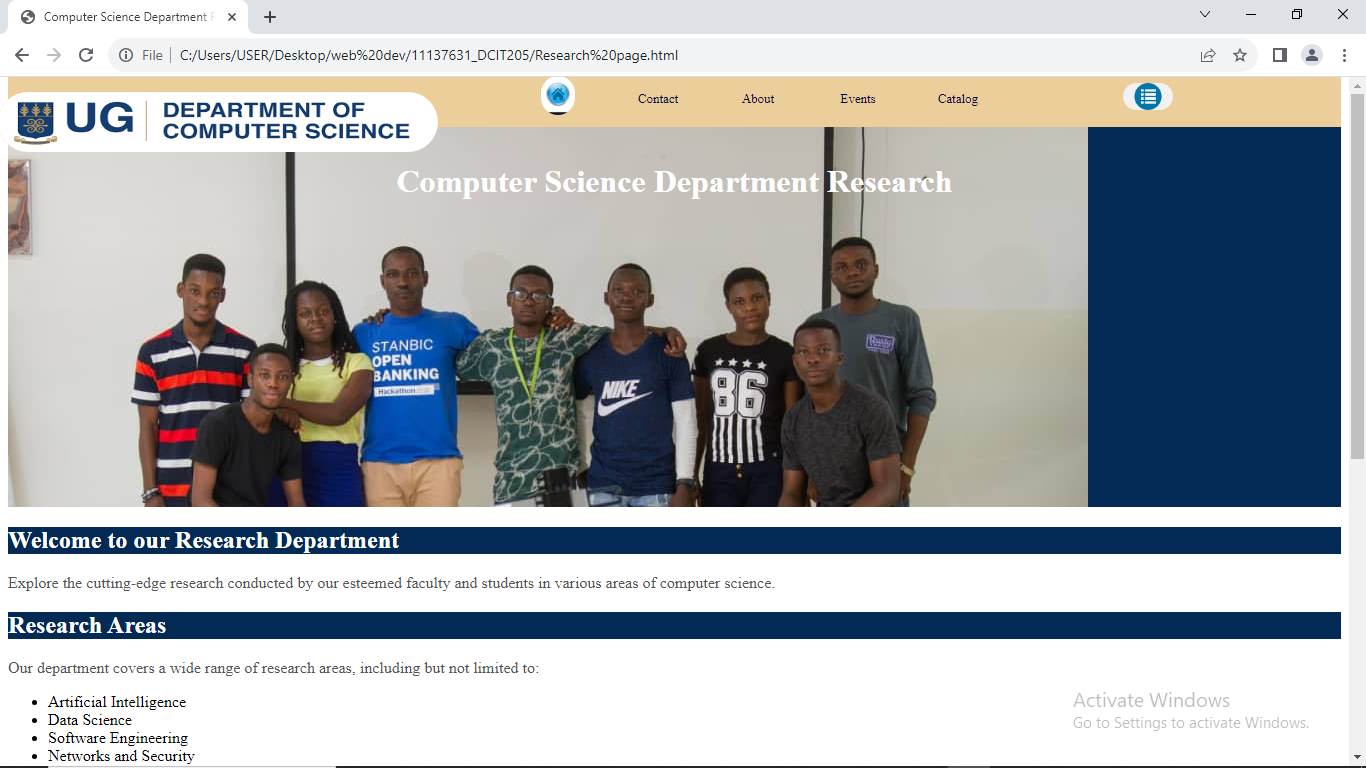 Computer Science Department R
File
C:/Users/USER/Desktop/web%20dev/11137631_DCIT205/Research%20page.html
UG
DEPARTMENT OF
COMPUTER SCIENCE
Contact
About
Events
Catalog
Computer Science Department Research
STANBIC
OPEN
BANKING
Hackathon
NIKE
86
Welcome to our Research Department
Explore the cutting-edge research conducted by our esteemed faculty and students in various areas of computer science.
Research Areas
Our department covers a wide range of research areas, including but not limited to:
Artificial Intelligence
Data Science
Software Engineering
Networks and Security
Activate Windows
Go to Settings to activate Windows.